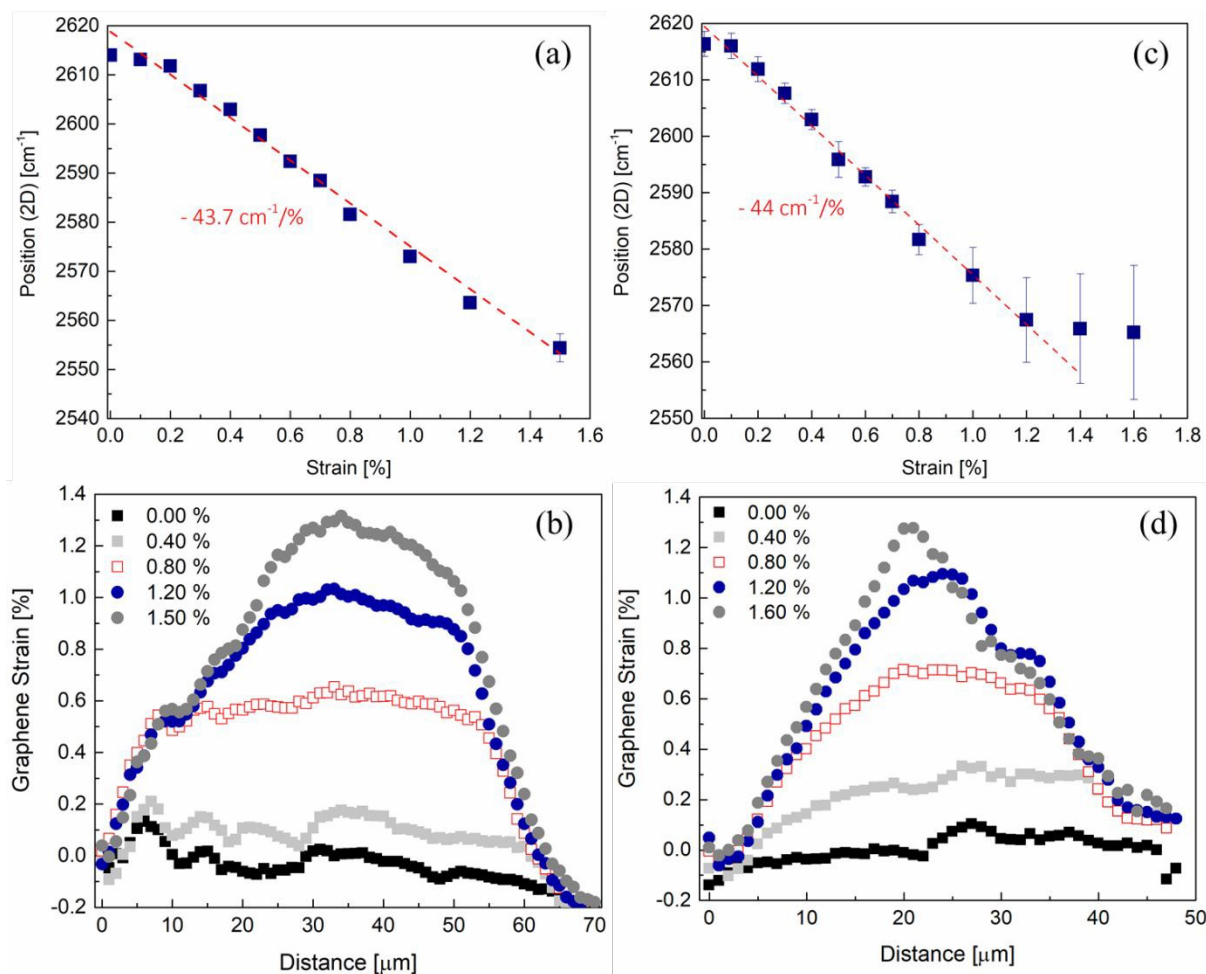 (a)
Position (2D) [cm⁻¹]
2620
2610
2600
2590
2580
2570
2560
2550
2540
- 43.7 cm⁻¹/%
0.0 0.2 0.4 0.6 0.8 1.0 1.2 1.4 1.6
Strain [%]
(c)
Position (2D) [cm⁻¹]
2620
2610
2600
2590
2580
2570
2560
2550
- 44 cm⁻¹/%
0.0 0.2 0.4 0.6 0.8 1.0 1.2 1.4 1.6 1.8
Strain [%]
(b)
Graphene Strain [%]
1.4
1.2
1.0
0.8
0.6
0.4
0.2
0.0
-0.2
0.00 %
0.40 %
0.80 %
1.20 %
1.50 %
0 10 20 30 40 50 60 70
Distance [μm]
(d)
Graphene Strain [%]
1.4
1.2
1.0
0.8
0.6
0.4
0.2
0.0
-0.2
0.00 %
0.40 %
0.80 %
1.20 %
1.60 %
0 10 20 30 40 50
Distance [μm]